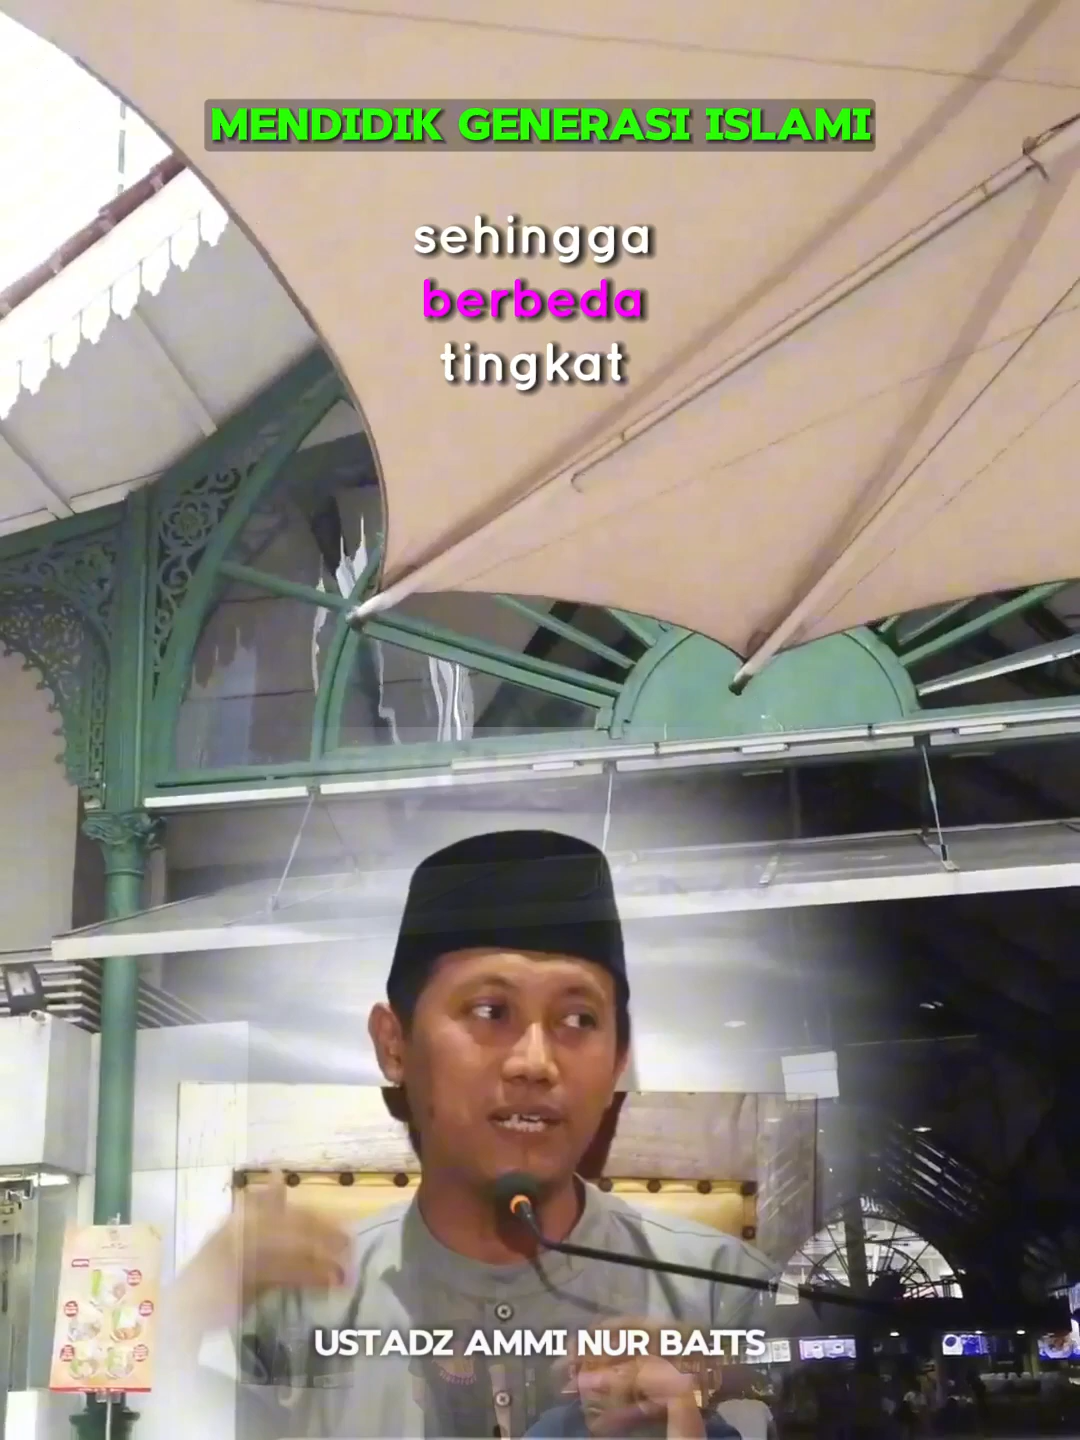 MENDIDIK GENERASI ISLAMI
sehingga
berbeda
tingkat
USTADZ AMMI NUR BAITS